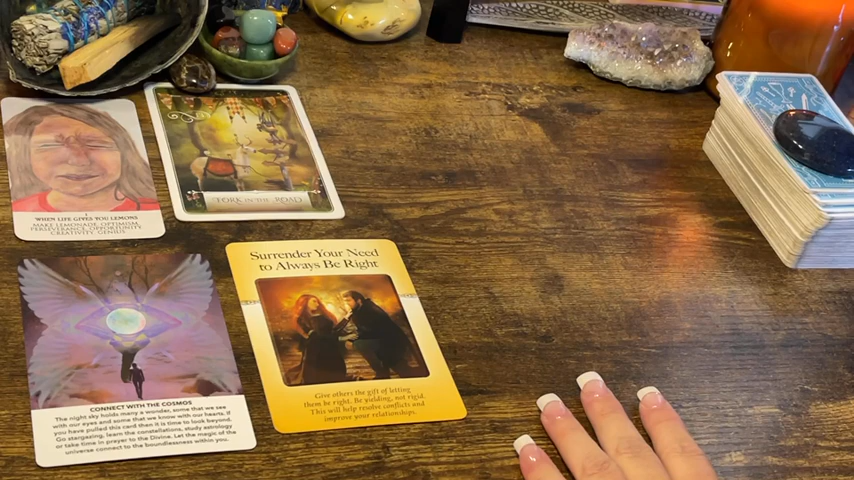 WHEN LIFE GIVES YOU LEMONS
MAKE LEMONADE-OPTIMISM,
PERSEVERANCE, OPPORTUNITY,
CREATIVITY, GENIUS
FORK IN THE ROAD
CONNECT WITH THE COSMOS
The night sky holds many a wonder, some that we see
with our eyes and some that we know with our hearts, if
you have pulled this card then it is time to look beyond.
Go stargazing, learn the constellations, study astrology
or take time in prayer to the Divine. Let the magic of the
universe connect to the boundlessness within you.
Surrender Your Need
to Always Be Right
Give others the gift of letting
them be right. Be yielding, not rigid.
This will help resolve conflicts and
improve your relationships.